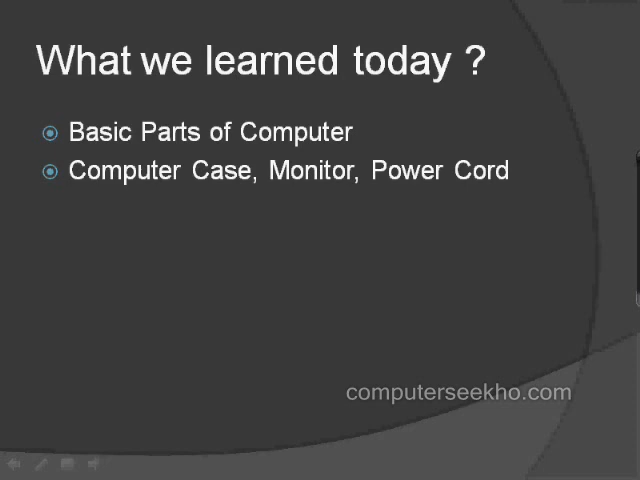 What we learned today ?
Basic Parts of Computer
Computer Case, Monitor, Power Cord
computerseekho.com